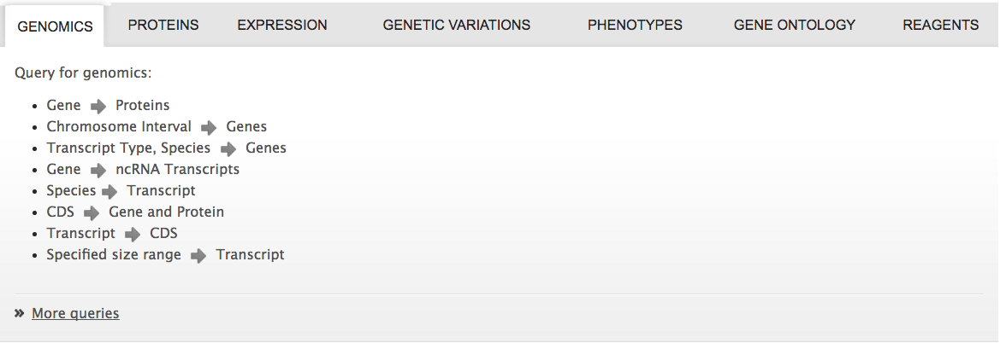 GENOMICS PROTEINS EXPRESSION GENETIC VARIATIONS PHENOTYPES GENE ONTOLOGY REAGENTS
Query for genomics:
• Gene ➡ Proteins
• Chromosome Interval ➡ Genes
• Transcript Type, Species ➡ Genes
• Gene ➡ ncRNA Transcripts
• Species ➡ Transcript
• CDS ➡ Gene and Protein
• Transcript ➡ CDS
• Specified size range ➡ Transcript
» More queries